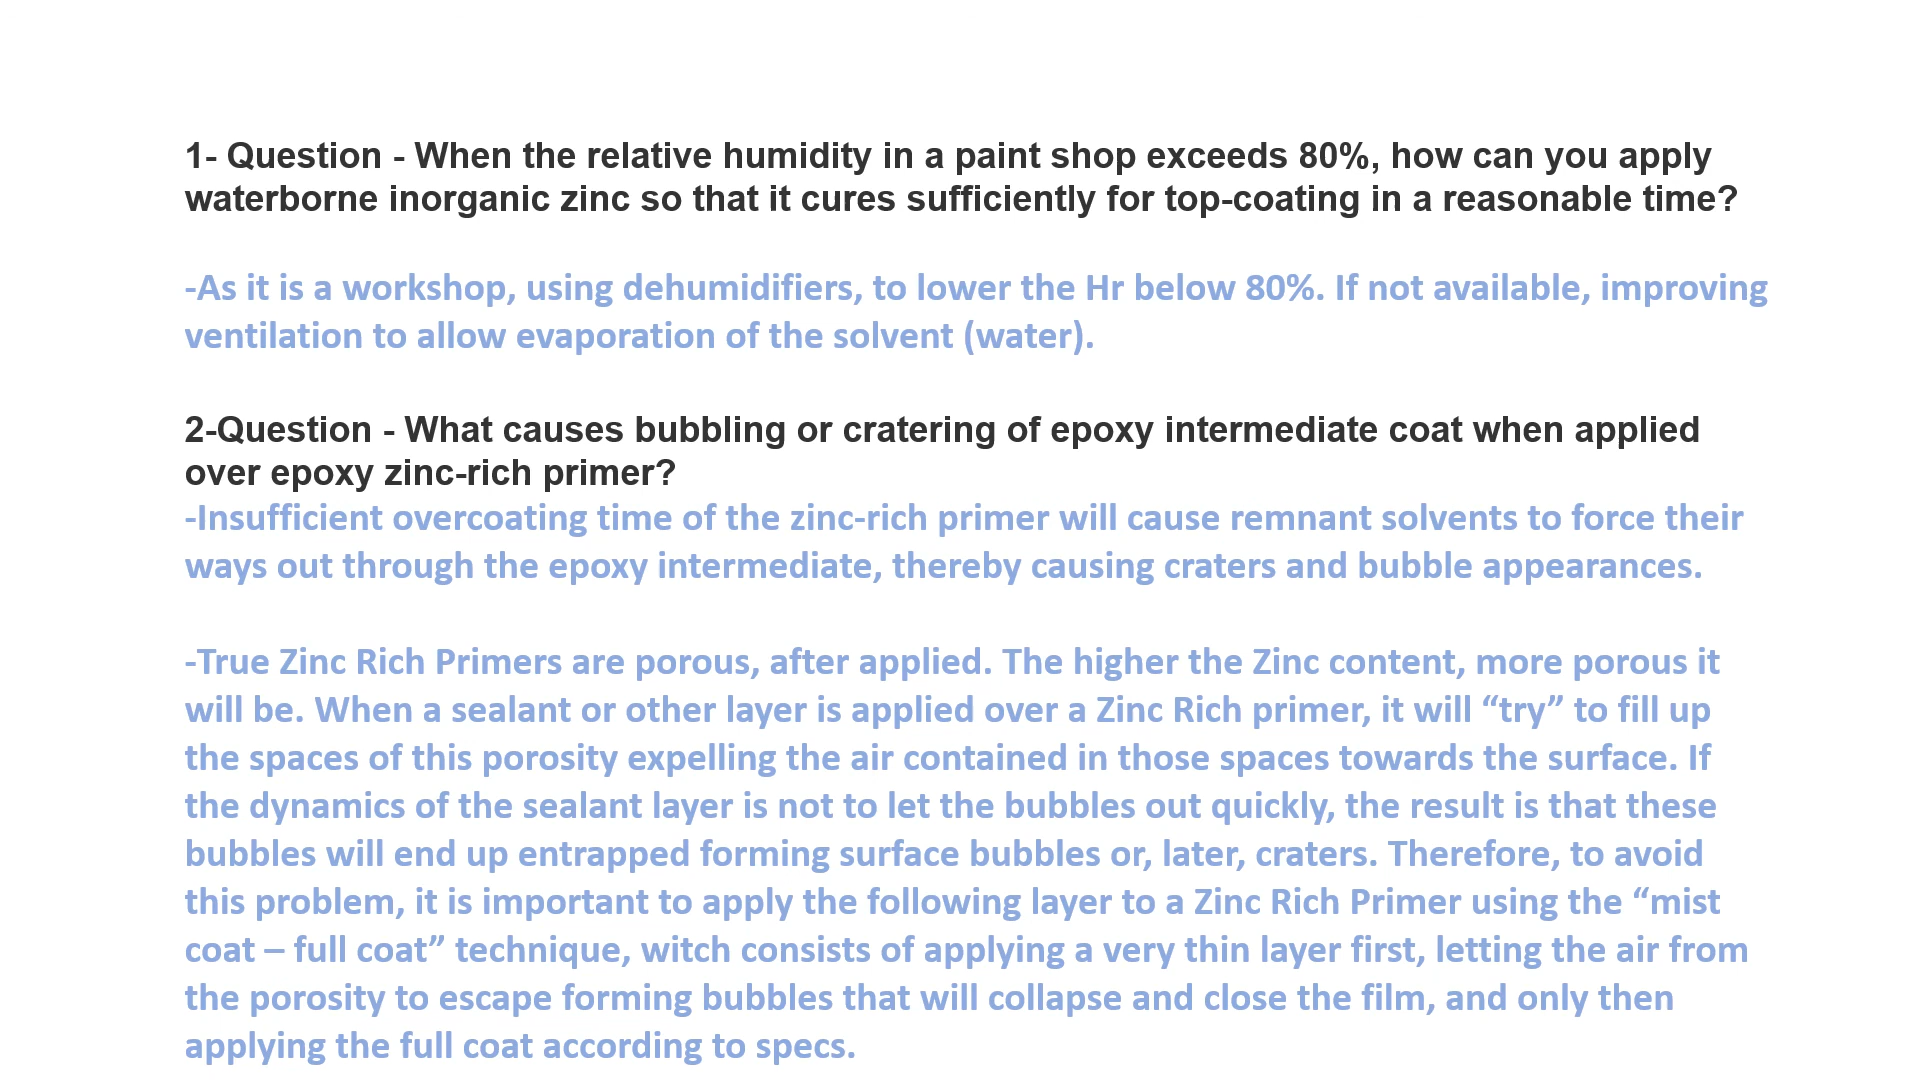 1- Question - When the relative humidity in a paint shop exceeds 80%, how can you apply
waterborne inorganic zinc so that it cures sufficiently for top-coating in a reasonable time?
-As it is a workshop, using dehumidifiers, to lower the Hr below 80%. If not available, improving
ventilation to allow evaporation of the solvent (water).
2-Question - What causes bubbling or cratering of epoxy intermediate coat when applied
over epoxy zinc-rich primer?
-Insufficient overcoating time of the zinc-rich primer will cause remnant solvents to force their
ways out through the epoxy intermediate, thereby causing craters and bubble appearances.
-True Zinc Rich Primers are porous, after applied. The higher the Zinc content, more porous it
will be. When a sealant or other layer is applied over a Zinc Rich primer, it will “try” to fill up
the spaces of this porosity expelling the air contained in those spaces towards the surface. If
the dynamics of the sealant layer is not to let the bubbles out quickly, the result is that these
bubbles will end up entrapped forming surface bubbles or, later, craters. Therefore, to avoid
this problem, it is important to apply the following layer to a Zinc Rich Primer using the “mist
coat – full coat” technique, witch consists of applying a very thin layer first, letting the air from
the porosity to escape forming bubbles that will collapse and close the film, and only then
applying the full coat according to specs.